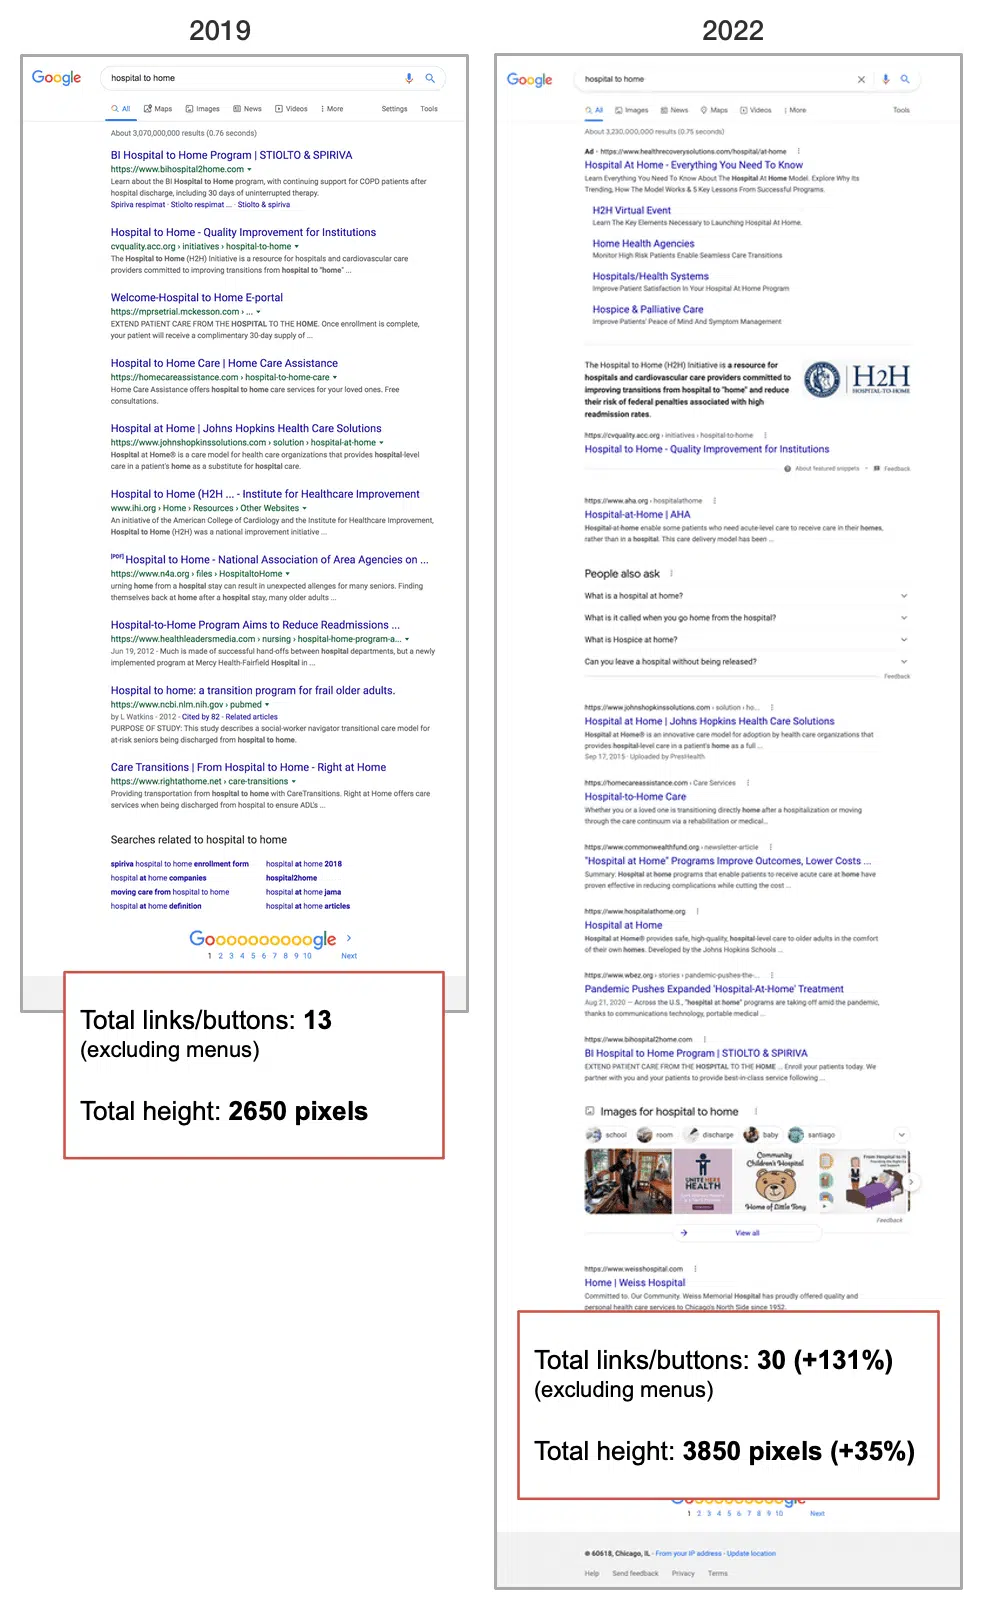 2019
Google
hospital to home
All Maps Images News Videos More Settings Tools
About 3,070,000,000 results (0.76 seconds)
BI Hospital to Home Program | STIOLTO & SPIRIVA
https://www.bihospital2home.com
Learn about the BI Hospital to Home program, with continuing support for COPD patients after
hospital discharge, including 30 days of uninterrupted therapy.
Spiriva respimat · Stiolto respimat ... · Stiolto & spiriva
Hospital to Home - Quality Improvement for Institutions
cvquality.acc.org › initiatives › hospital-to-home
The Hospital to Home (H2H) Initiative is a resource for hospitals and cardiovascular care
providers committed to improving transitions from hospital to "home" ...
Welcome-Hospital to Home E-portal
https://mprsetrial.mckesson.com › ...
EXTEND PATIENT CARE FROM THE HOSPITAL TO THE HOME. Once enrollment is complete,
your patient will receive a complimentary 30-day supply of ...
Hospital to Home Care | Home Care Assistance
https://homecareassistance.com › hospital-to-home-care
Home Care Assistance offers hospital to home care services for your loved ones. Free
consultations.
Hospital at Home | Johns Hopkins Health Care Solutions
https://www.johnshopkinssolutions.com › solution › hospital-at-home
Hospital at Home® is a care model for health care organizations that provides hospital-level
care in a patient's home as a substitute for hospital care.
Hospital to Home (H2H ... - Institute for Healthcare Improvement
www.ihi.org › Home › Resources › Other Websites
An initiative of the American College of Cardiology and the Institute for Healthcare Improvement,
Hospital to Home (H2H) was a national improvement initiative ...
[PDF] Hospital to Home - National Association of Area Agencies on ...
https://www.n4a.org › files › HospitaltoHome
urning home from a hospital stay can result in unexpected allenges for many seniors. Finding
themselves back at home after a hospital stay, many older adults ...
Hospital-to-Home Program Aims to Reduce Readmissions ...
https://www.healthleadersmedia.com › nursing › hospital-home-program-a...
Jun 19, 2012 - Much is made of successful hand-offs between hospital departments, but a newly
implemented program at Mercy Health-Fairfield Hospital in ...
Hospital to home: a transition program for frail older adults.
https://www.ncbi.nlm.nih.gov › pubmed
by L Watkins - 2012 - Cited by 82 - Related articles
PURPOSE OF STUDY: This study describes a social-worker navigator transitional care model for
at-risk seniors being discharged from hospital to home.
Care Transitions | From Hospital to Home - Right at Home
https://www.rightathome.net › care-transitions
Providing transportation from hospital to home with CareTransitions. Right at Home offers care
services when being discharged from hospital to ensure ADL's ...
Searches related to hospital to home
spiriva hospital to home enrollment form hospital at home 2018
hospital at home companies hospital2home
moving care from hospital to home hospital at home jama
hospital at home definition hospital at home articles
Goooooooooogle
1 2 3 4 5 6 7 8 9 10 Next
Total links/buttons: 13
(excluding menus)
Total height: 2650 pixels
2022
Google
hospital to home
All Images News Maps Videos More Tools
About 3,230,000,000 results (0.75 seconds)
Ad · https://www.healthrecoverysolutions.com/hospital/at-home
Hospital At Home - Everything You Need To Know
Learn Everything You Need To Know About The Hospital At Home Model. Explore Why Its
Trending, How The Model Works & 5 Key Lessons From Successful Programs.
H2H Virtual Event
Learn The Key Elements Necessary to Launching Hospital At Home.
Home Health Agencies
Monitor High Risk Patients Enable Seamless Care Transitions
Hospitals/Health Systems
Improve Patient Satisfaction In Your Hospital At Home Program
Hospice & Palliative Care
Improve Patients' Peace of Mind And Symptom Management
The Hospital to Home (H2H) Initiative is a resource for
hospitals and cardiovascular care providers committed to
improving transitions from hospital to "home" and reduce
their risk of federal penalties associated with high
readmission rates.
H2H
HOSPITAL-TO-HOME
https://cvquality.acc.org › initiatives › hospital-to-home
Hospital to Home - Quality Improvement for Institutions
About featured snippets · Feedback
https://www.aha.org › hospitalathome
Hospital-at-Home | AHA
Hospital-at-home enable some patients who need acute-level care to receive care in their homes,
rather than in a hospital. This care delivery model has been ...
People also ask
What is a hospital at home?
What is it called when you go home from the hospital?
What is Hospice at home?
Can you leave a hospital without being released?
Feedback
https://www.johnshopkinssolutions.com › solution › ho...
Hospital at Home | Johns Hopkins Health Care Solutions
Hospital at Home® is an innovative care model for adoption by health care organizations that
provides hospital-level care in a patient's home as a full ...
Sep 17, 2015 · Uploaded by PresHealth
https://homecareassistance.com › Care Services
Hospital-to-Home Care
Whether you or a loved one is transitioning directly home after a hospitalization or moving
through the care continuum via a rehabilitation or medical...
https://www.commonwealthfund.org › newsletter-article
"Hospital at Home" Programs Improve Outcomes, Lower Costs ...
Summary: Hospital at home programs that enable patients to receive acute care at home have
proven effective in reducing complications while cutting the cost ...
https://www.hospitalathome.org
Hospital at Home
Hospital at Home® provides safe, high-quality, hospital-level care to older adults in the comfort
of their own homes. Developed by the Johns Hopkins Schools ...
https://www.wbez.org › stories › pandemic-pushes-the-...
Pandemic Pushes Expanded 'Hospital-At-Home' Treatment
Aug 21, 2020 — Across the U.S., "hospital at home" programs are taking off amid the pandemic,
thanks to communications technology, portable medical ...
https://www.bihospital2home.com
BI Hospital to Home Program | STIOLTO & SPIRIVA
EXTEND PATIENT CARE FROM THE HOSPITAL TO THE HOME ... Enroll your patients today. We
partner with you and your patients to provide best-in-class service following ...
Images for hospital to home
school room discharge baby santiago
UNITE HERE
HEALTH
Community
Children's Hospital
Home of Little Tony
From Hospital to
Feedback
View all
https://www.weisshospital.com
Home | Weiss Hospital
Committed to. Our Community. Weiss Memorial Hospital has proudly offered quality and
personal health care services to Chicago's North Side since 1952.
Total links/buttons: 30 (+131%)
(excluding menus)
Total height: 3850 pixels (+35%)
1 2 3 4 5 6 7 8 9 10 Next
60618, Chicago, IL - From your IP address - Update location
Help Send feedback Privacy Terms